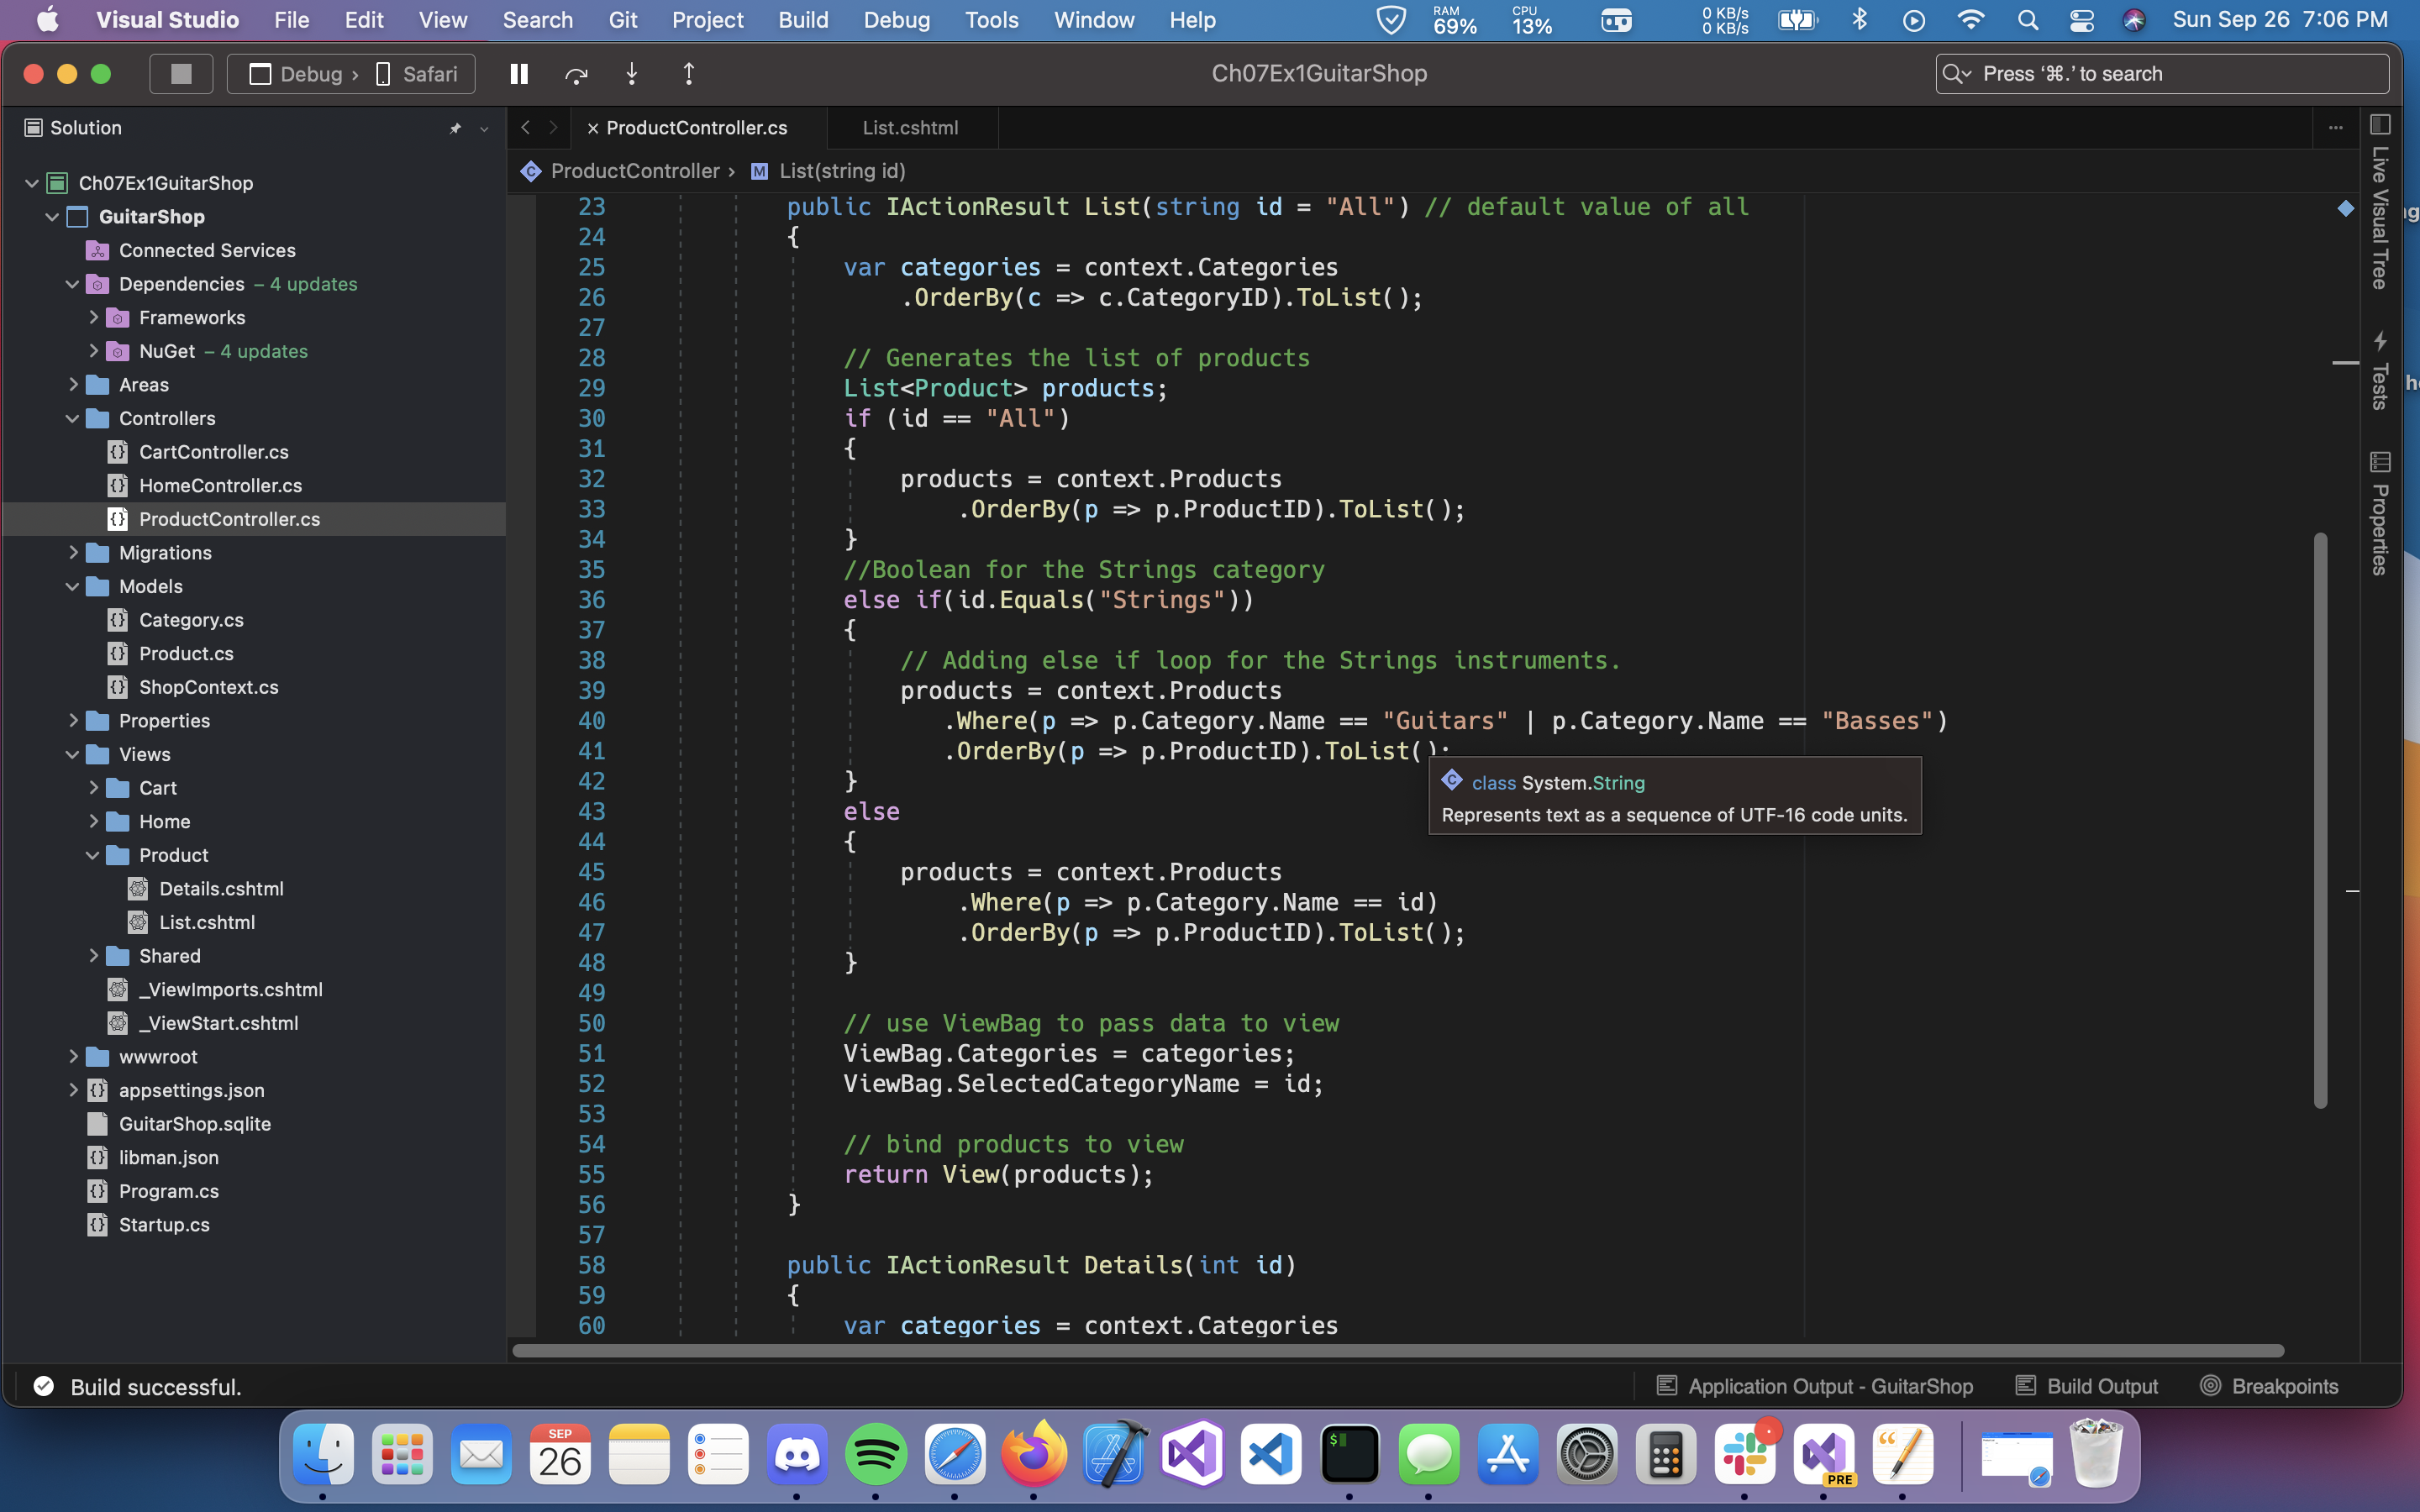 Visual Studio File Edit View Search Git Project Build Debug Tools Window Help RAM 69% CPU 13% 0 KB/s 0 KB/s Sun Sep 26 7:06 PM
Debug › Safari Ch07Ex1GuitarShop Press ‘⌘.’ to search
Solution
Ch07Ex1GuitarShop
GuitarShop
Connected Services
Dependencies – 4 updates
Frameworks
NuGet – 4 updates
Areas
Controllers
CartController.cs
HomeController.cs
ProductController.cs
Migrations
Models
Category.cs
Product.cs
ShopContext.cs
Properties
Views
Cart
Home
Product
Details.cshtml
List.cshtml
Shared
_ViewImports.cshtml
_ViewStart.cshtml
wwwroot
appsettings.json
GuitarShop.sqlite
libman.json
Program.cs
Startup.cs
ProductController.cs List.cshtml
ProductController › M List(string id)
23 public IActionResult List(string id = "All") // default value of all
24 {
25 var categories = context.Categories
26 .OrderBy(c => c.CategoryID).ToList();
27
28 // Generates the list of products
29 List<Product> products;
30 if (id == "All")
31 {
32 products = context.Products
33 .OrderBy(p => p.ProductID).ToList();
34 }
35 //Boolean for the Strings category
36 else if(id.Equals("Strings"))
37 {
38 // Adding else if loop for the Strings instruments.
39 products = context.Products
40 .Where(p => p.Category.Name == "Guitars" | p.Category.Name == "Basses")
41 .OrderBy(p => p.ProductID).ToList();
42 }
43 else
44 {
45 products = context.Products
46 .Where(p => p.Category.Name == id)
47 .OrderBy(p => p.ProductID).ToList();
48 }
49
50 // use ViewBag to pass data to view
51 ViewBag.Categories = categories;
52 ViewBag.SelectedCategoryName = id;
53
54 // bind products to view
55 return View(products);
56 }
57
58 public IActionResult Details(int id)
59 {
60 var categories = context.Categories
C class System.String
Represents text as a sequence of UTF-16 code units.
Live Visual Tree
Tests
Properties
Build successful. Application Output - GuitarShop Build Output Breakpoints
SEP
26
PRE